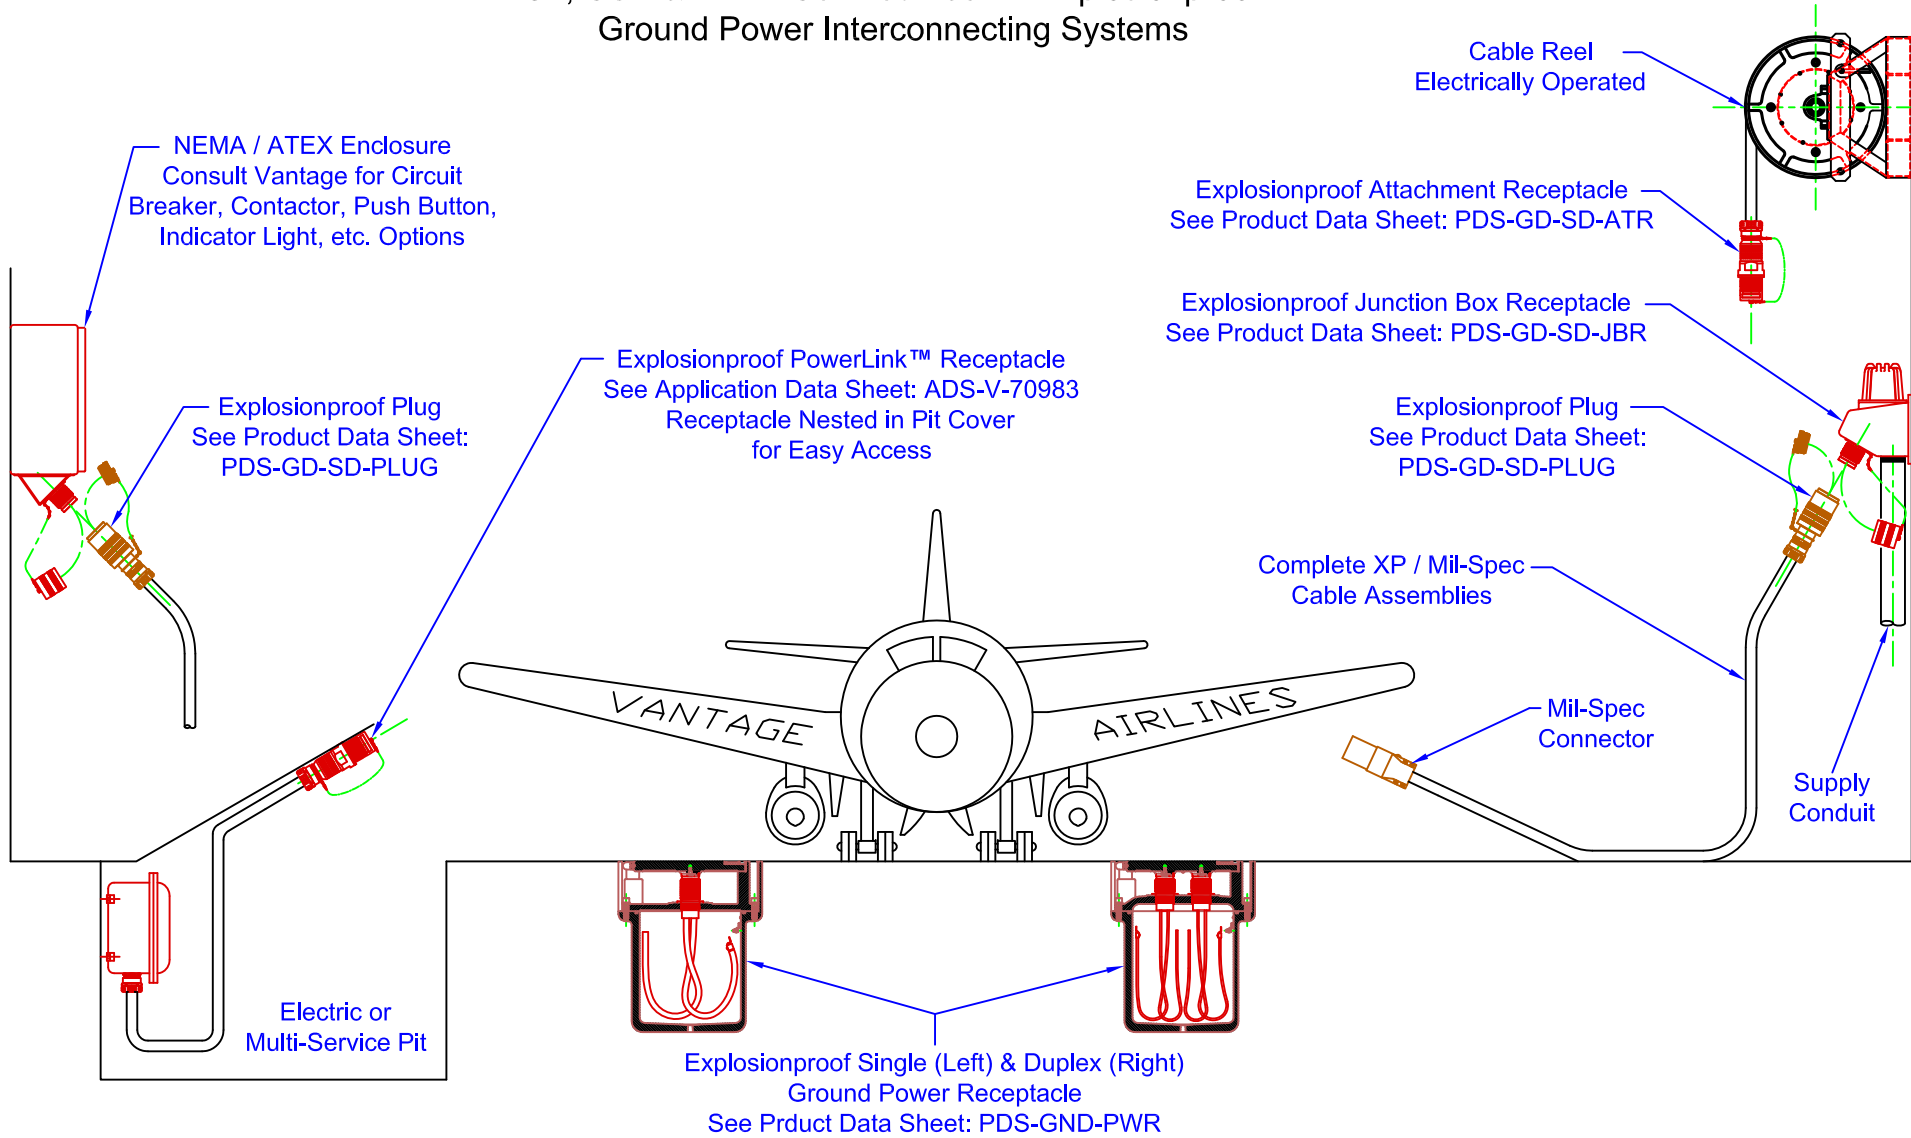 Ground Power Interconnecting Systems
Cable Reel
Electrically Operated
NEMA / ATEX Enclosure
Consult Vantage for Circuit
Breaker, Contactor, Push Button,
Indicator Light, etc. Options
Explosionproof Attachment Receptacle
See Product Data Sheet: PDS-GD-SD-ATR
Explosionproof Junction Box Receptacle
See Product Data Sheet: PDS-GD-SD-JBR
Explosionproof PowerLink™ Receptacle
See Application Data Sheet: ADS-V-70983
Receptacle Nested in Pit Cover
for Easy Access
Explosionproof Plug
See Product Data Sheet:
PDS-GD-SD-PLUG
Explosionproof Plug
See Product Data Sheet:
PDS-GD-SD-PLUG
Complete XP / Mil-Spec
Cable Assemblies
VANTAGE AIRLINES
Mil-Spec
Connector
Supply
Conduit
Electric or
Multi-Service Pit
Explosionproof Single (Left) & Duplex (Right)
Ground Power Receptacle
See Prduct Data Sheet: PDS-GND-PWR